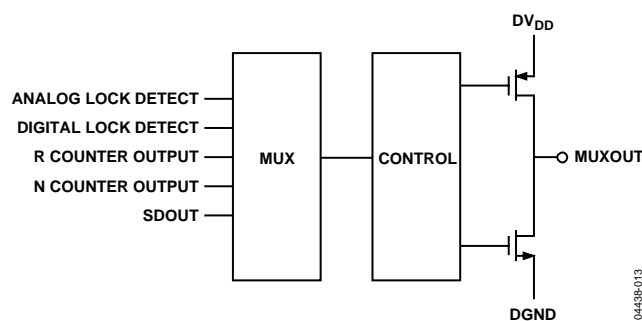 DVDD
ANALOG LOCK DETECT
DIGITAL LOCK DETECT
R COUNTER OUTPUT
N COUNTER OUTPUT
SDOUT
MUX
CONTROL
MUXOUT
DGND
04438-013